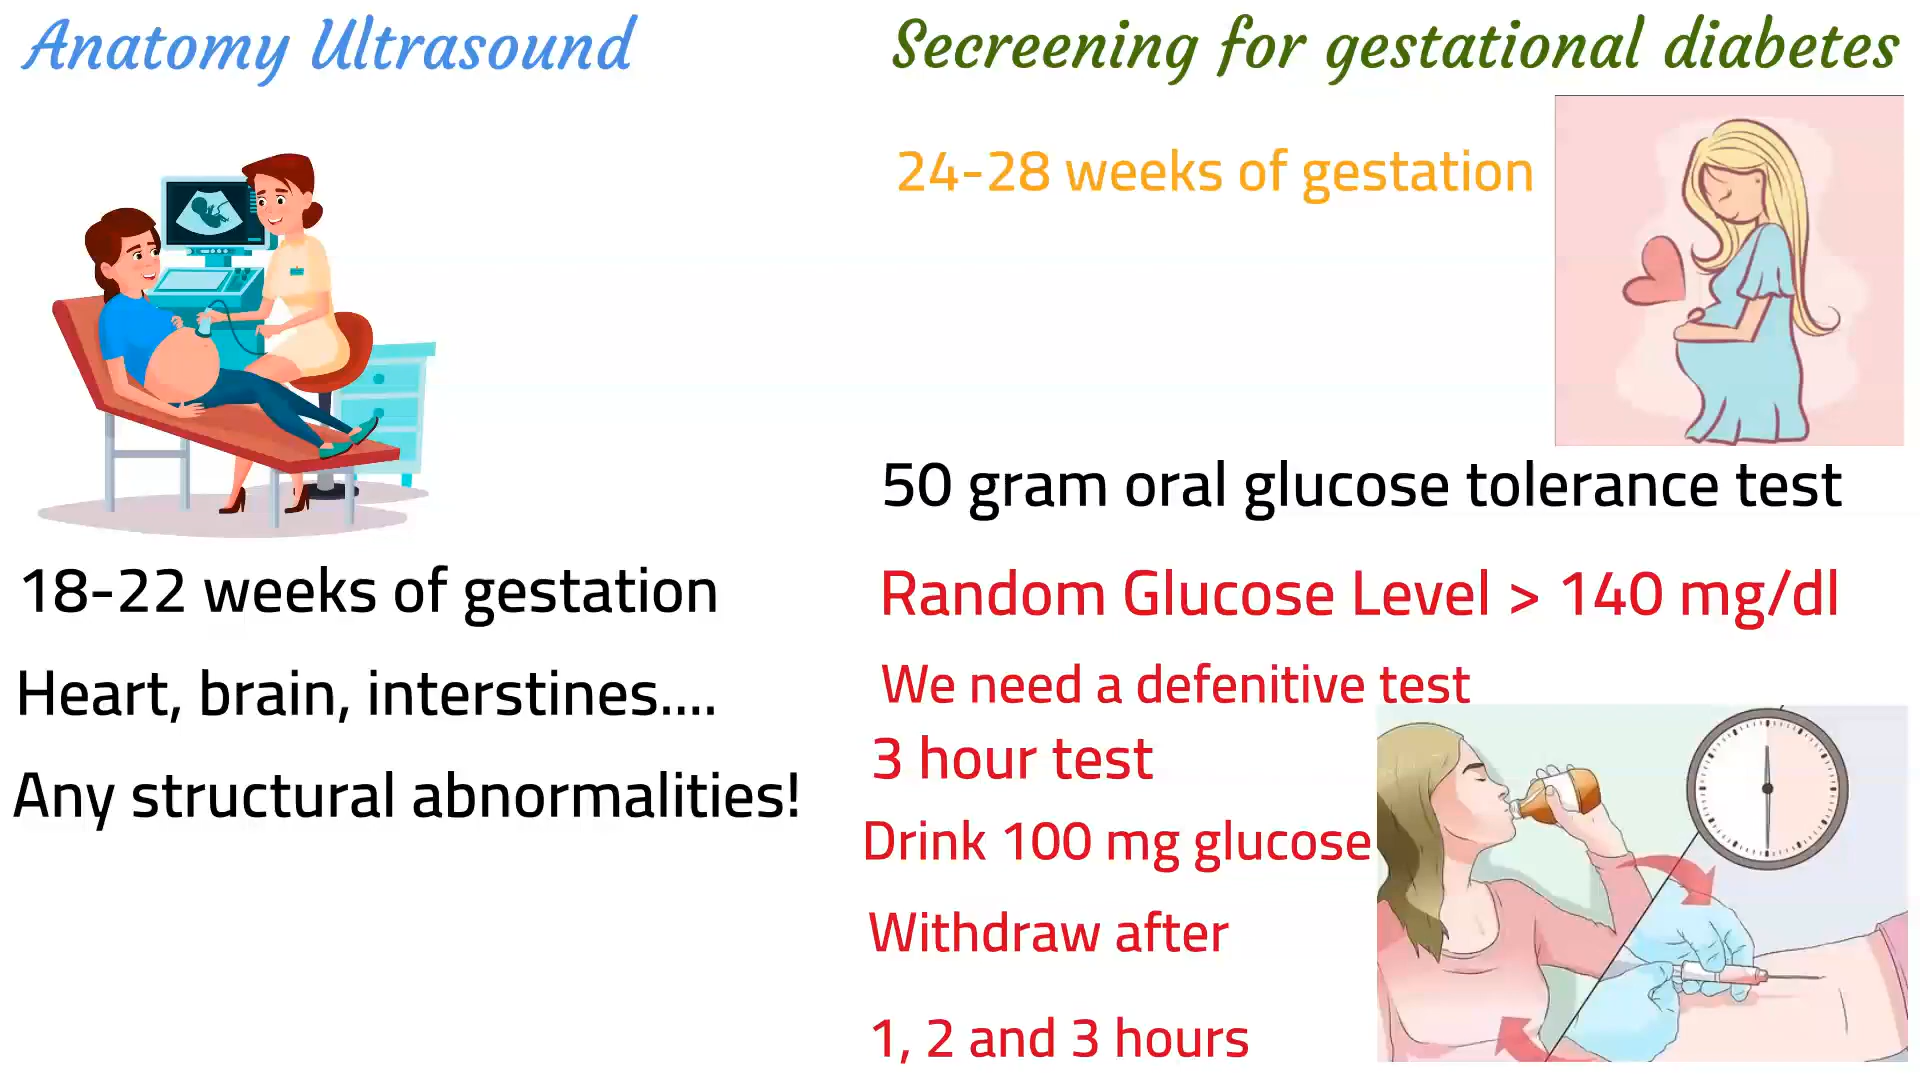 Anatomy Ultrasound
18-22 weeks of gestation
Heart, brain, interstines....
Any structural abnormalities!
Secreening for gestational diabetes
24-28 weeks of gestation
50 gram oral glucose tolerance test
Random Glucose Level > 140 mg/dl
We need a defenitive test
3 hour test
Drink 100 mg glucose
Withdraw after
1, 2 and 3 hours